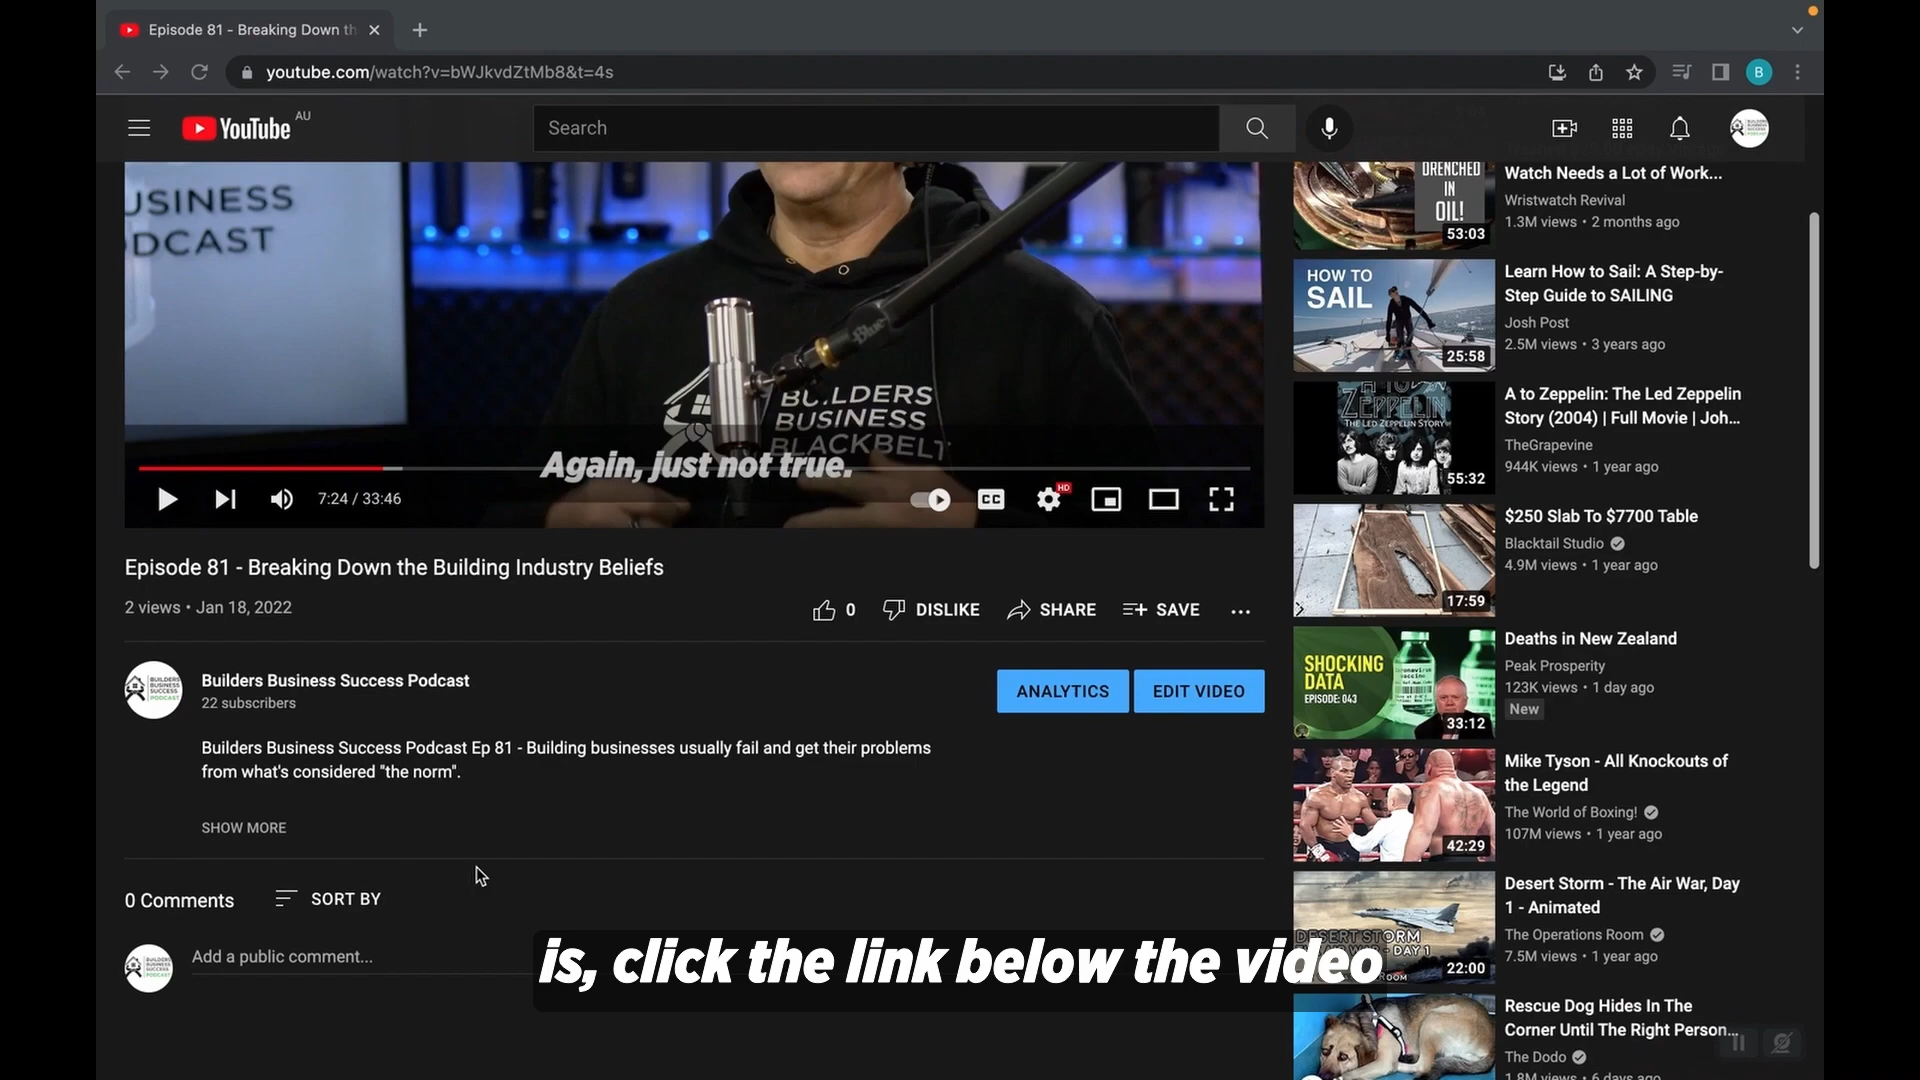 Episode 81 - Breaking Down th
youtube.com/watch?v=bWJkvdZtMb8&t=4s
B
YouTube AU
Search
BUSINESS
PODCAST
BUILDERS
BUSINESS
BLACKBELT
Blue
Again, just not true.
7:24 / 33:46
CC
HD
Episode 81 - Breaking Down the Building Industry Beliefs
2 views • Jan 18, 2022
0
DISLIKE
SHARE
SAVE
Builders Business Success Podcast
22 subscribers
ANALYTICS
EDIT VIDEO
Builders Business Success Podcast Ep 81 - Building businesses usually fail and get their problems
from what's considered "the norm".
SHOW MORE
0 Comments
SORT BY
Add a public comment...
is, click the link below the video
DRENCHED
IN
OIL!
53:03
Watch Needs a Lot of Work...
Wristwatch Revival
1.3M views • 2 months ago
HOW TO
SAIL
25:58
Learn How to Sail: A Step-by-
Step Guide to SAILING
Josh Post
2.5M views • 3 years ago
A TO
ZEPPELIN
THE LED ZEPPELIN STORY
55:32
A to Zeppelin: The Led Zeppelin
Story (2004) | Full Movie | Joh...
TheGrapevine
944K views • 1 year ago
17:59
$250 Slab To $7700 Table
Blacktail Studio
4.9M views • 1 year ago
SHOCKING
DATA
EPISODE: 043
33:12
Deaths in New Zealand
Peak Prosperity
123K views • 1 day ago
New
42:29
Mike Tyson - All Knockouts of
the Legend
The World of Boxing!
107M views • 1 year ago
DESERT STORM
DAY 1
22:00
Desert Storm - The Air War, Day
1 - Animated
The Operations Room
7.5M views • 1 year ago
Rescue Dog Hides In The
Corner Until The Right Person...
The Dodo
1.8M views • 6 days ago